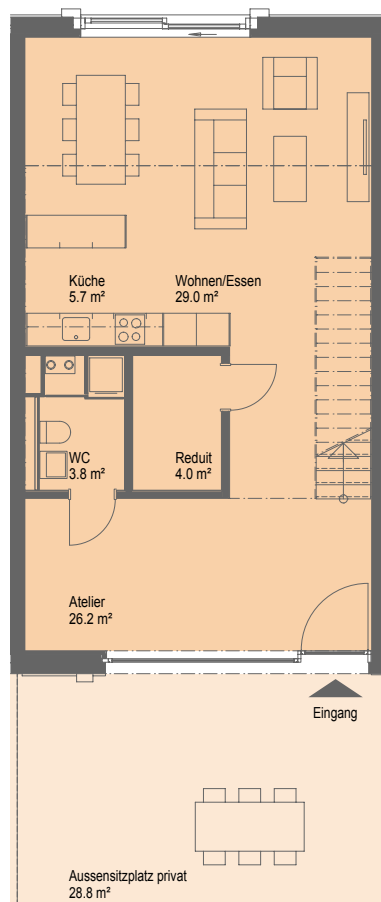 Küche
5.7 m²
Wohnen/Essen
29.0 m²
WC
3.8 m²
Reduit
4.0 m²
Atelier
26.2 m²
Eingang
Aussensitzplatz privat
28.8 m²